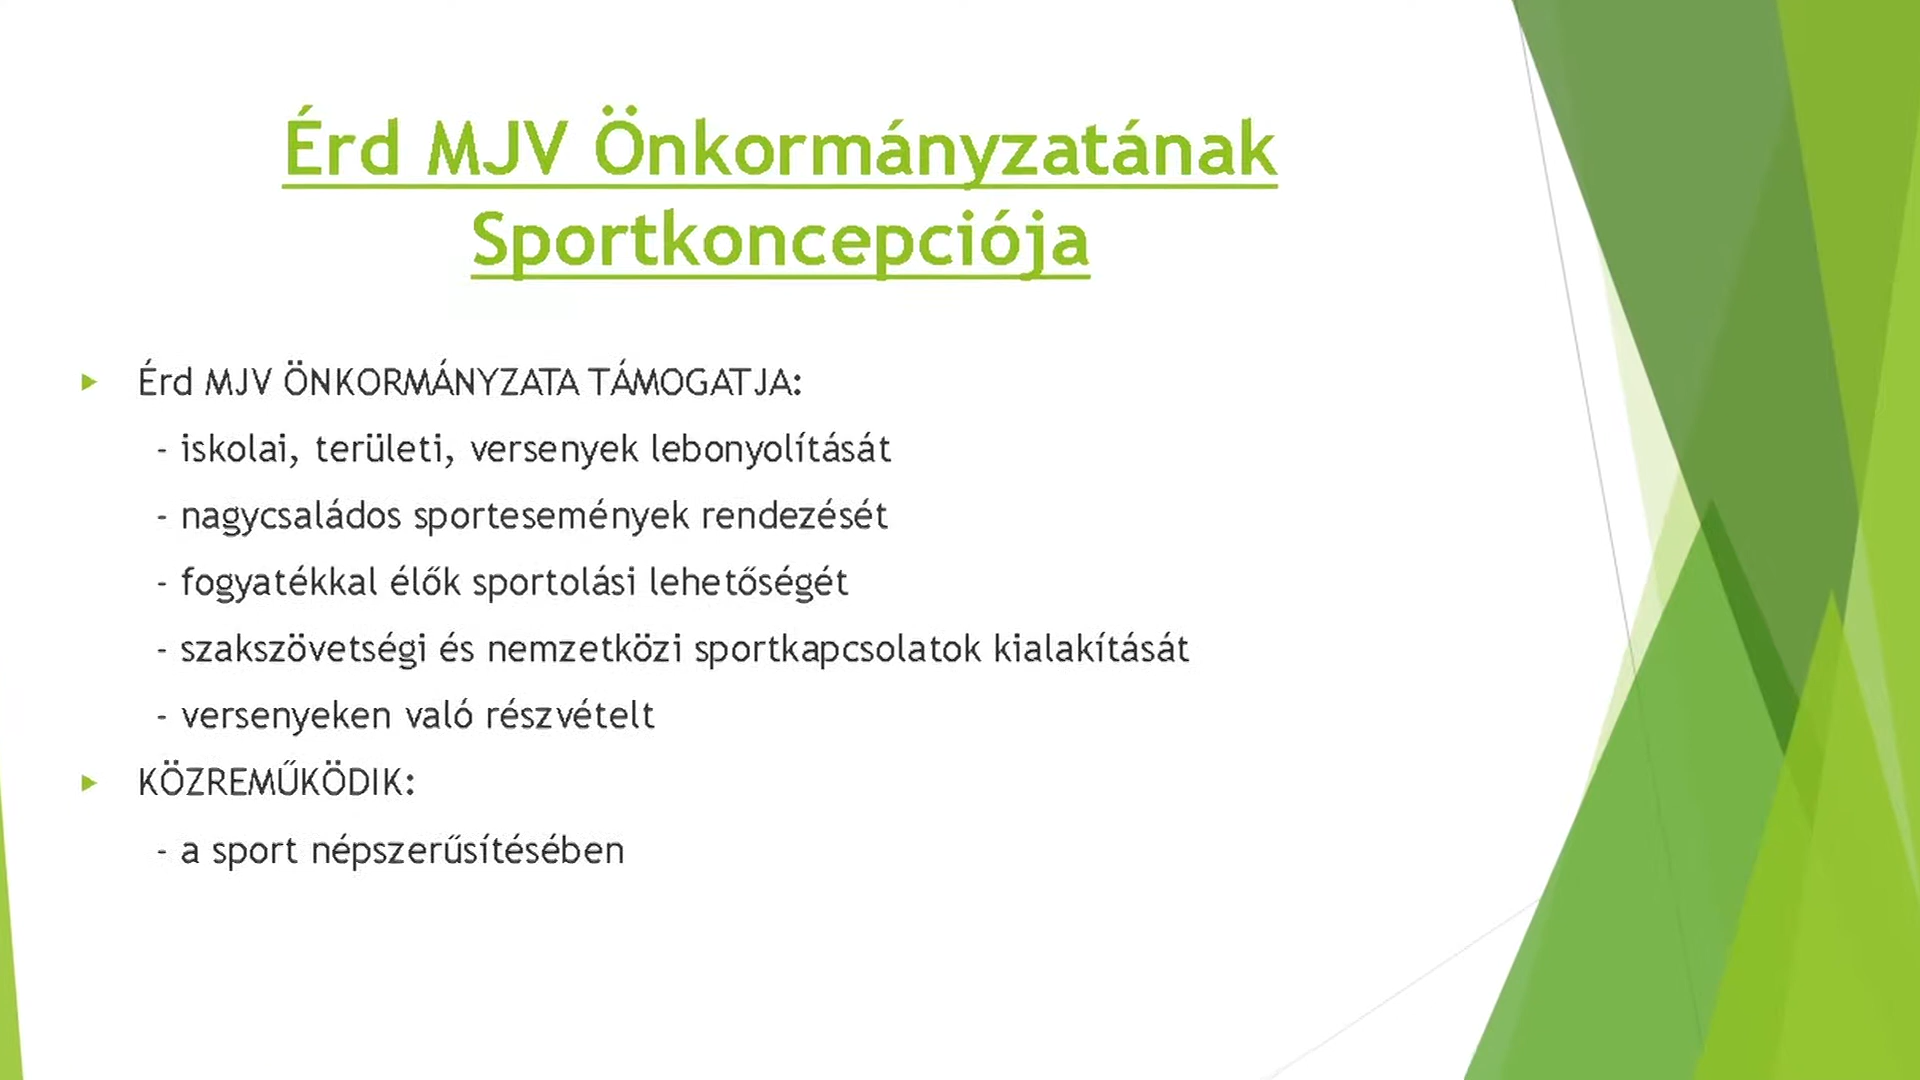 Érd MJV Önkormányzatának
Sportkoncepciója
Érd MJV ÖNKORMÁNYZATA TÁMOGATJA:
- iskolai, területi, versenyek lebonyolítását
- nagycsaládos sportesemények rendezését
- fogyatékkal élők sportolási lehetőségét
- szakszövetségi és nemzetközi sportkapcsolatok kialakítását
- versenyeken való részvételt
KÖZREMŰKÖDIK:
- a sport népszerűsítésében